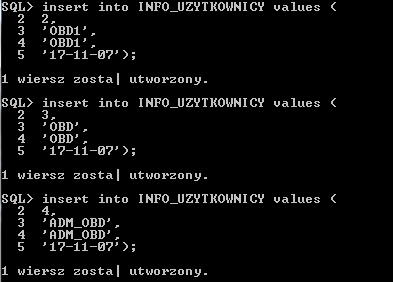 SQL> insert into INFO_UZYTKOWNICY values (
2 2,
3 'OBD1',
4 'OBD1',
5 '17-11-07');
1 wiersz zosta| utworzony.
SQL> insert into INFO_UZYTKOWNICY values (
2 3,
3 'OBD',
4 'OBD',
5 '17-11-07');
1 wiersz zosta| utworzony.
SQL> insert into INFO_UZYTKOWNICY values (
2 4,
3 'ADM_OBD',
4 'ADM_OBD',
5 '17-11-07');
1 wiersz zosta| utworzony.